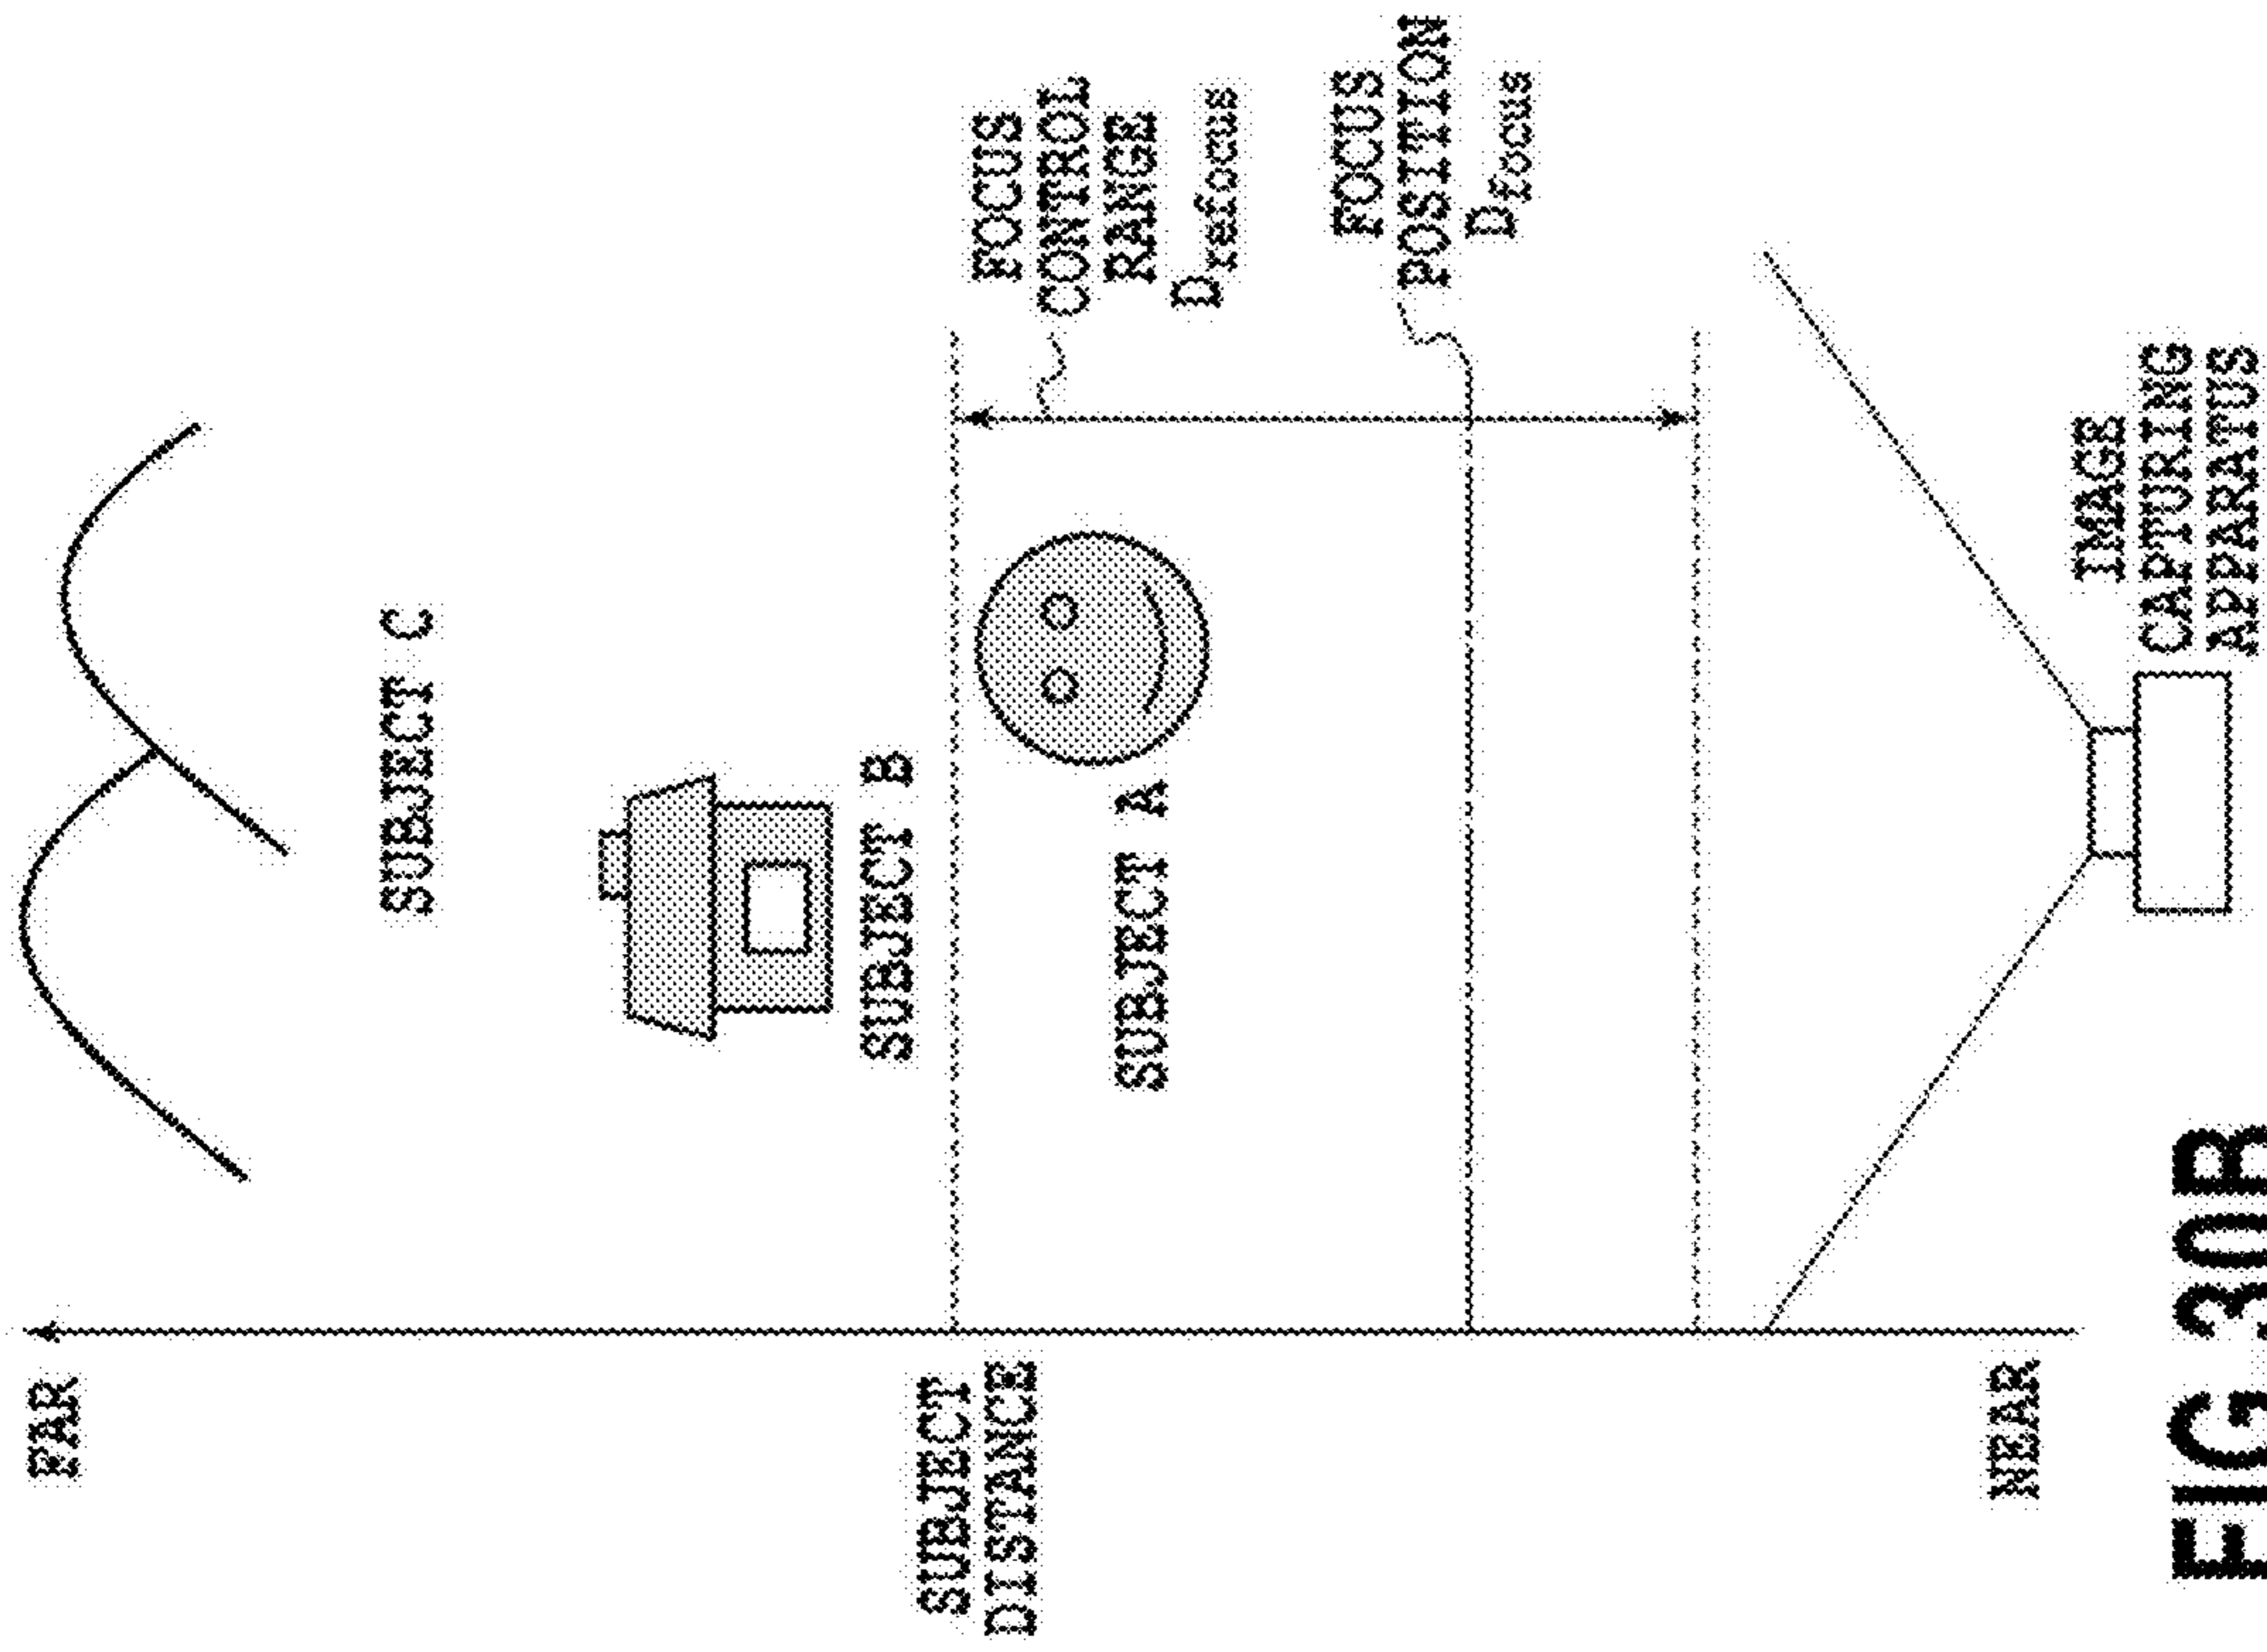 FAR
SUBJECT
DISTANCE
NEAR
SUBJECT C
SUBJECT B
SUBJECT A
FOCUS
CONTROL
RANGE
Drefocus
FOCUS
POSITION
Dfocus
IMAGE
CAPTURING
APPARATUS
FIG 30B